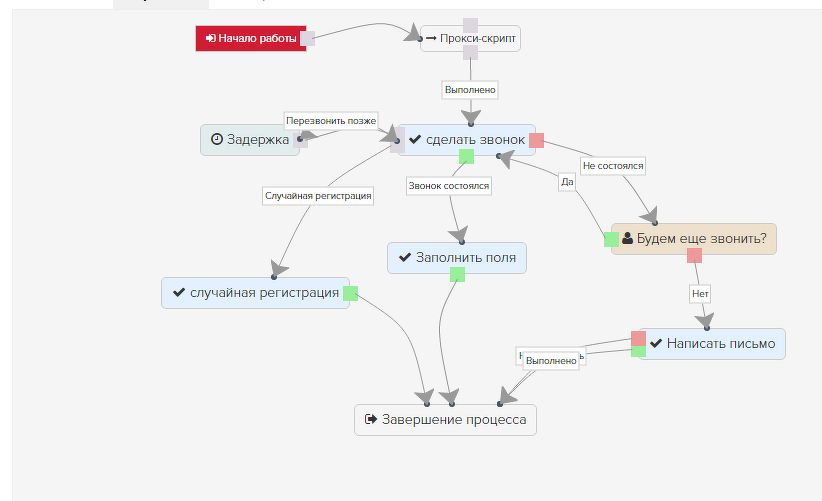 Начало работы
Прокси-скрипт
Выполнено
Перезвонить позже
Задержка
сделать звонок
Не состоялся
Да
Случайная регистрация
Звонок состоялся
Будем еще звонить?
Заполнить поля
случайная регистрация
Нет
Написать письмо
Выполнено
Завершение процесса